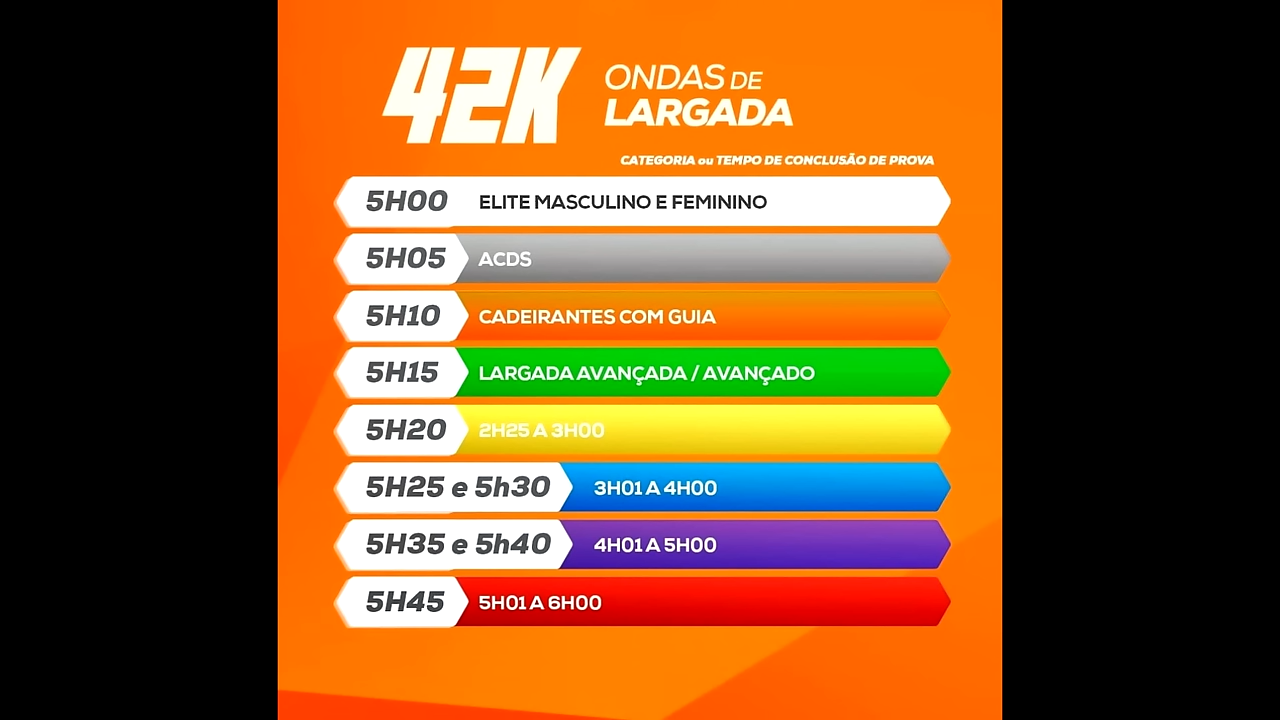 42K ONDAS DE
LARGADA
CATEGORIA ou TEMPO DE CONCLUSÃO DE PROVA
5H00 ELITE MASCULINO E FEMININO
5H05 ACDS
5H10 CADEIRANTES COM GUIA
5H15 LARGADA AVANÇADA / AVANÇADO
5H20 2H25 A 3H00
5H25 e 5h30 3H01 A 4H00
5H35 e 5h40 4H01 A 5H00
5H45 5H01 A 6H00